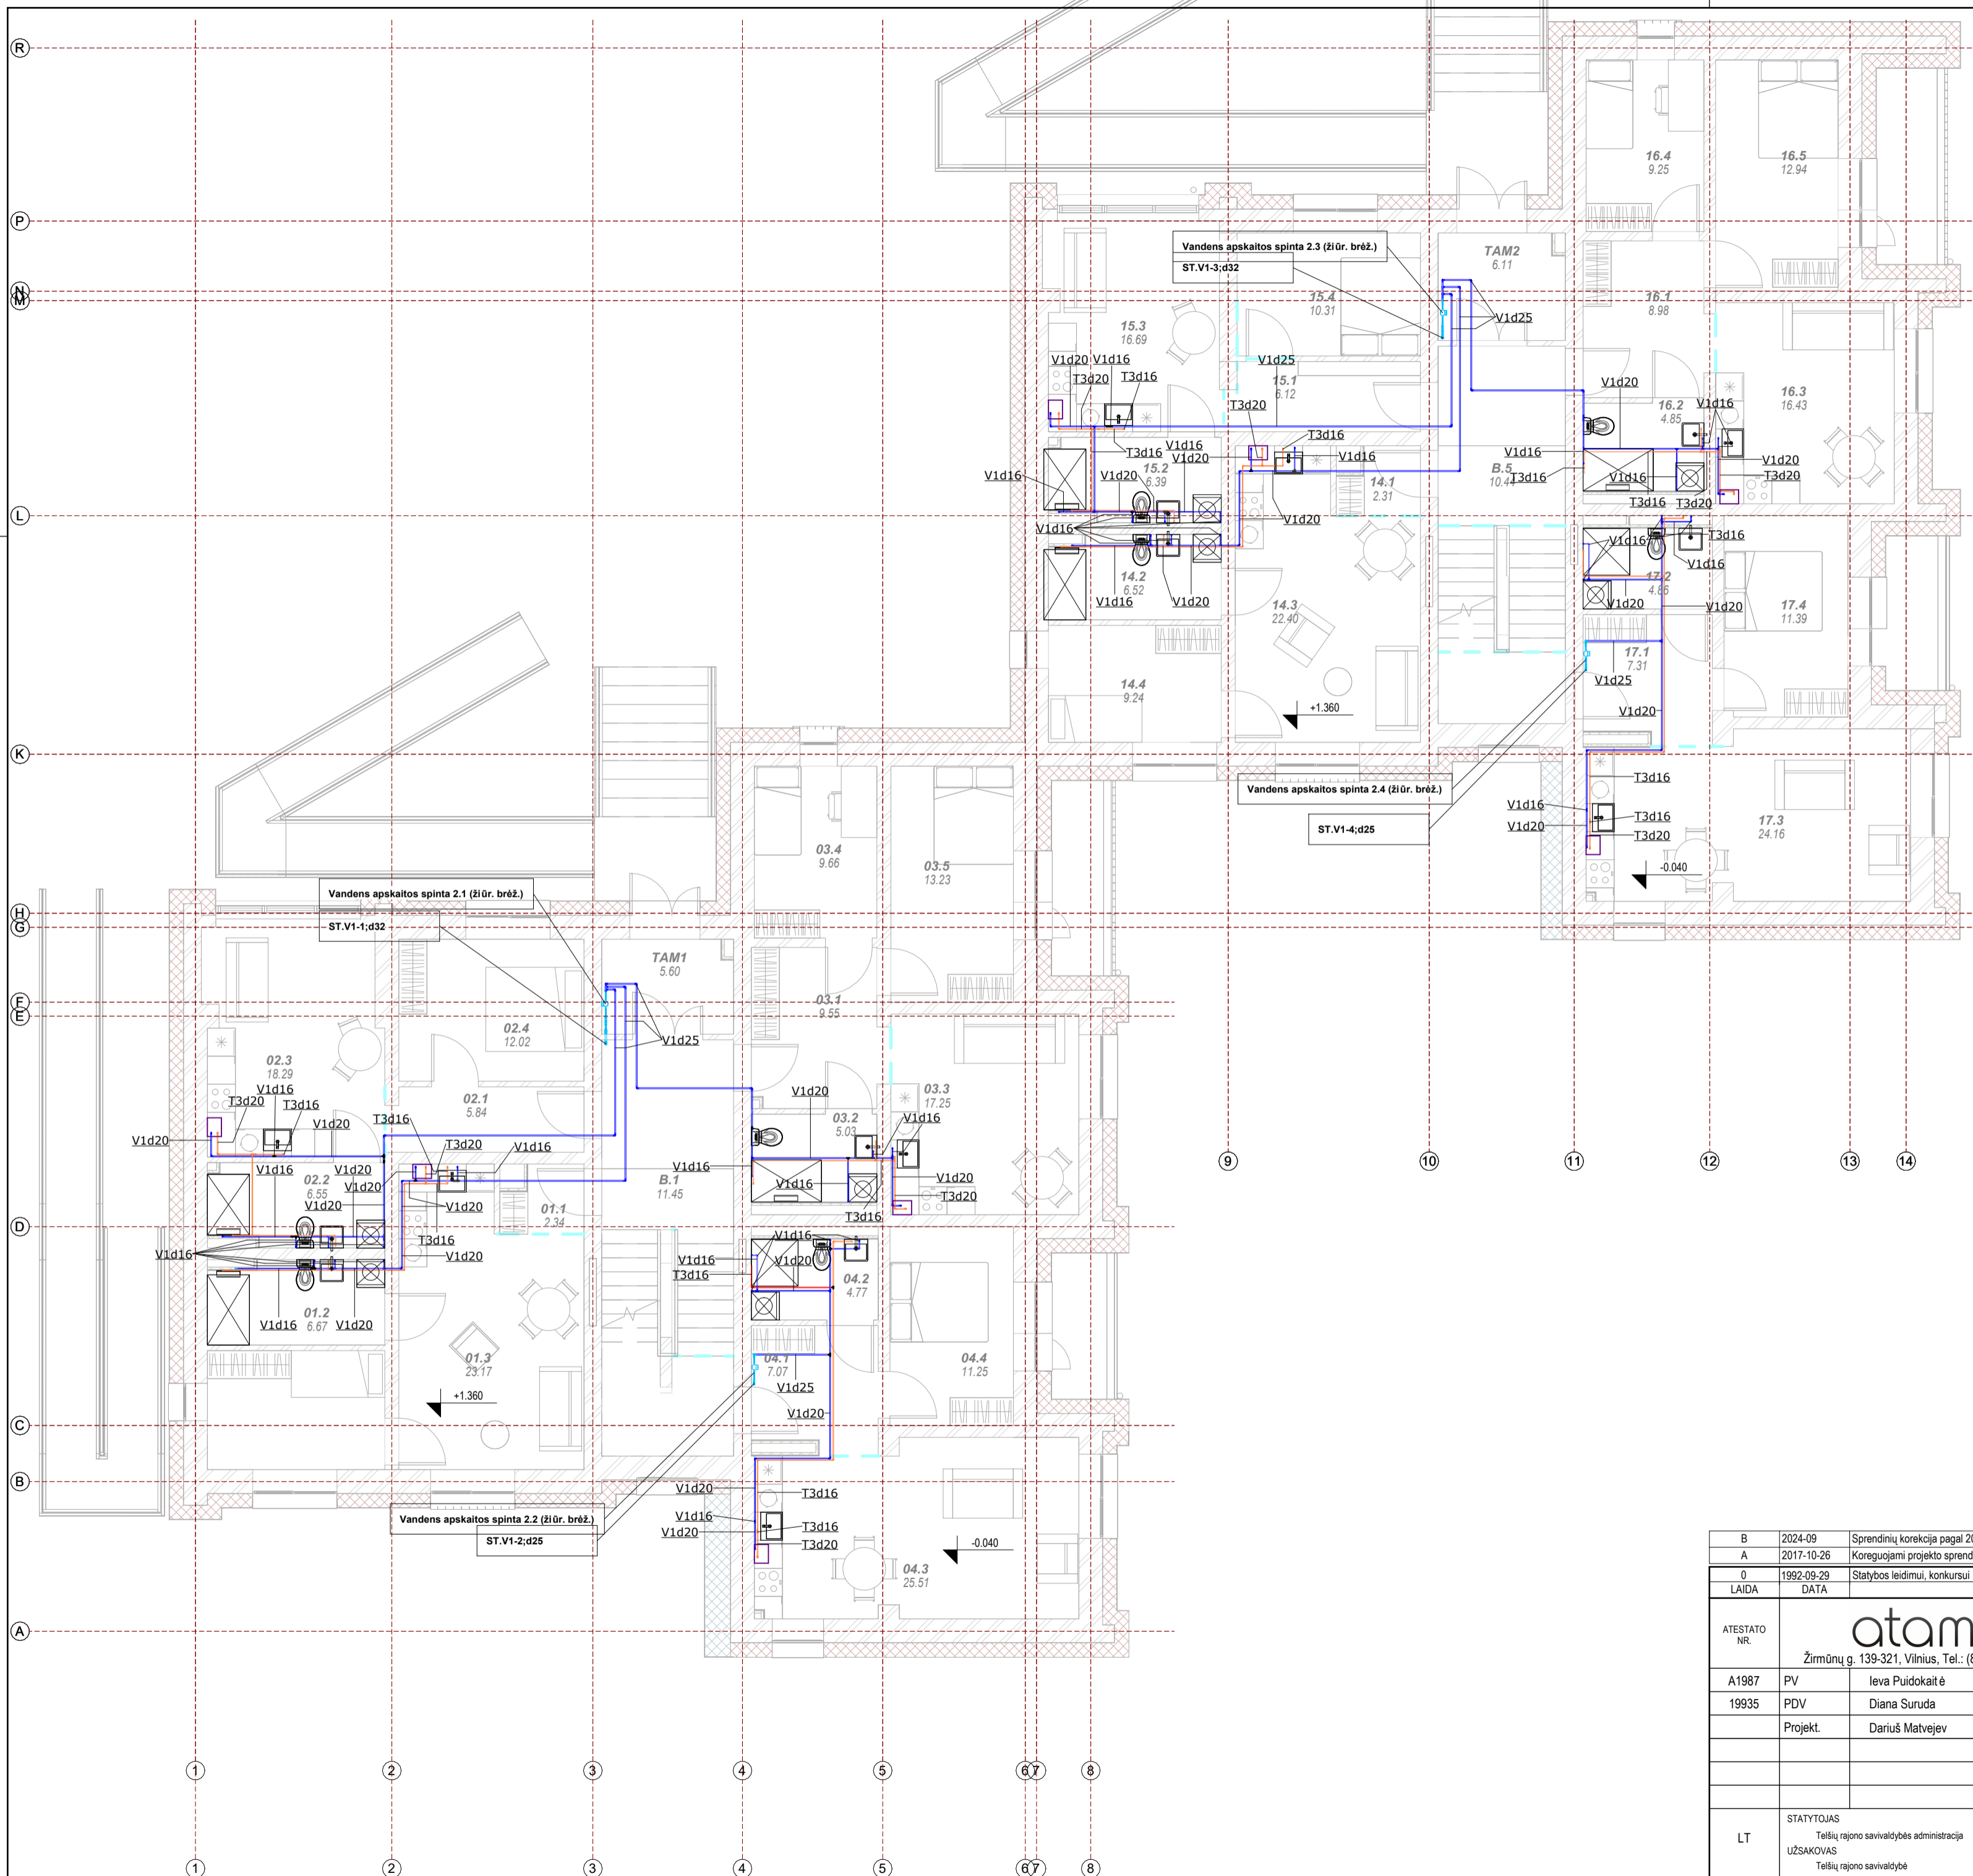 R
P
N
M
L
K
H
G
F
E
D
C
B
A
16.4
9.25
16.5
12.94
Vandens apskaitos spinta 2.3 (žiūr. brėž.)
ST.V1-3;d32
TAM2
6.11
15.4
10.31
16.1
8.98
V1d25
15.3
16.69
V1d20
V1d16
V1d25
T3d20
T3d16
15.1
6.12
T3d20
V1d20
16.2
4.85
16.3
16.43
V1d16
T3d16
V1d16
T3d16
V1d20
V1d16
V1d16
V1d20
15.2
6.39
14.1
2.31
B.5
10.44
V1d16
T3d16
V1d16
V1d20
T3d20
T3d16
T3d20
V1d16
V1d20
V1d16
T3d16
V1d16
14.2
6.52
V1d16
V1d20
14.3
22.40
17.2
4.86
V1d20
V1d20
17.4
11.39
17.1
7.31
V1d25
14.4
9.24
+1.360
V1d20
Vandens apskaitos spinta 2.4 (žiūr. brėž.)
ST.V1-4;d25
T3d16
V1d16
T3d16
V1d20
T3d20
17.3
24.16
-0.040
03.4
9.66
03.5
13.23
Vandens apskaitos spinta 2.1 (žiūr. brėž.)
ST.V1-1;d32
TAM1
5.60
03.1
9.55
02.4
12.02
V1d25
02.3
18.29
V1d16
T3d20
T3d16
V1d20
V1d20
02.1
5.84
T3d16
T3d20
V1d16
V1d20
03.2
5.03
03.3
17.25
V1d16
V1d16
V1d20
02.2
6.55
V1d20
V1d20
V1d20
01.1
2.34
B.1
11.45
V1d16
V1d16
V1d20
T3d20
T3d16
T3d16
V1d20
V1d16
V1d16
V1d16
T3d16
V1d20
04.2
4.77
01.2
6.67
V1d16
V1d20
01.3
23.17
+1.360
04.1
7.07
V1d25
V1d20
04.4
11.25
Vandens apskaitos spinta 2.2 (žiūr. brėž.)
ST.V1-2;d25
V1d20
T3d16
V1d16
V1d20
T3d16
T3d20
04.3
25.51
-0.040
9
10
11
12
13
14
1
2
3
4
5
6
7
8
1
2
3
4
5
6
7
8
B 2024-09 Sprendinių korekcija pagal
A 2017-10-26 Koreguojami projekto
0 1992-09-29 Statybos leidimui, konkursui
LAIDA DATA
ATESTATO NR.
Žirmūnų g. 139-321, Vilnius, Tel.:
A1987 PV Ieva Puidokaitė
19935 PDV Diana Suruda
Projekt. Dariuš Matvejev
LT
STATYTOJAS
Telšių rajono savivaldybės administracija
UŽSAKOVAS
Telšių rajono savivaldybė